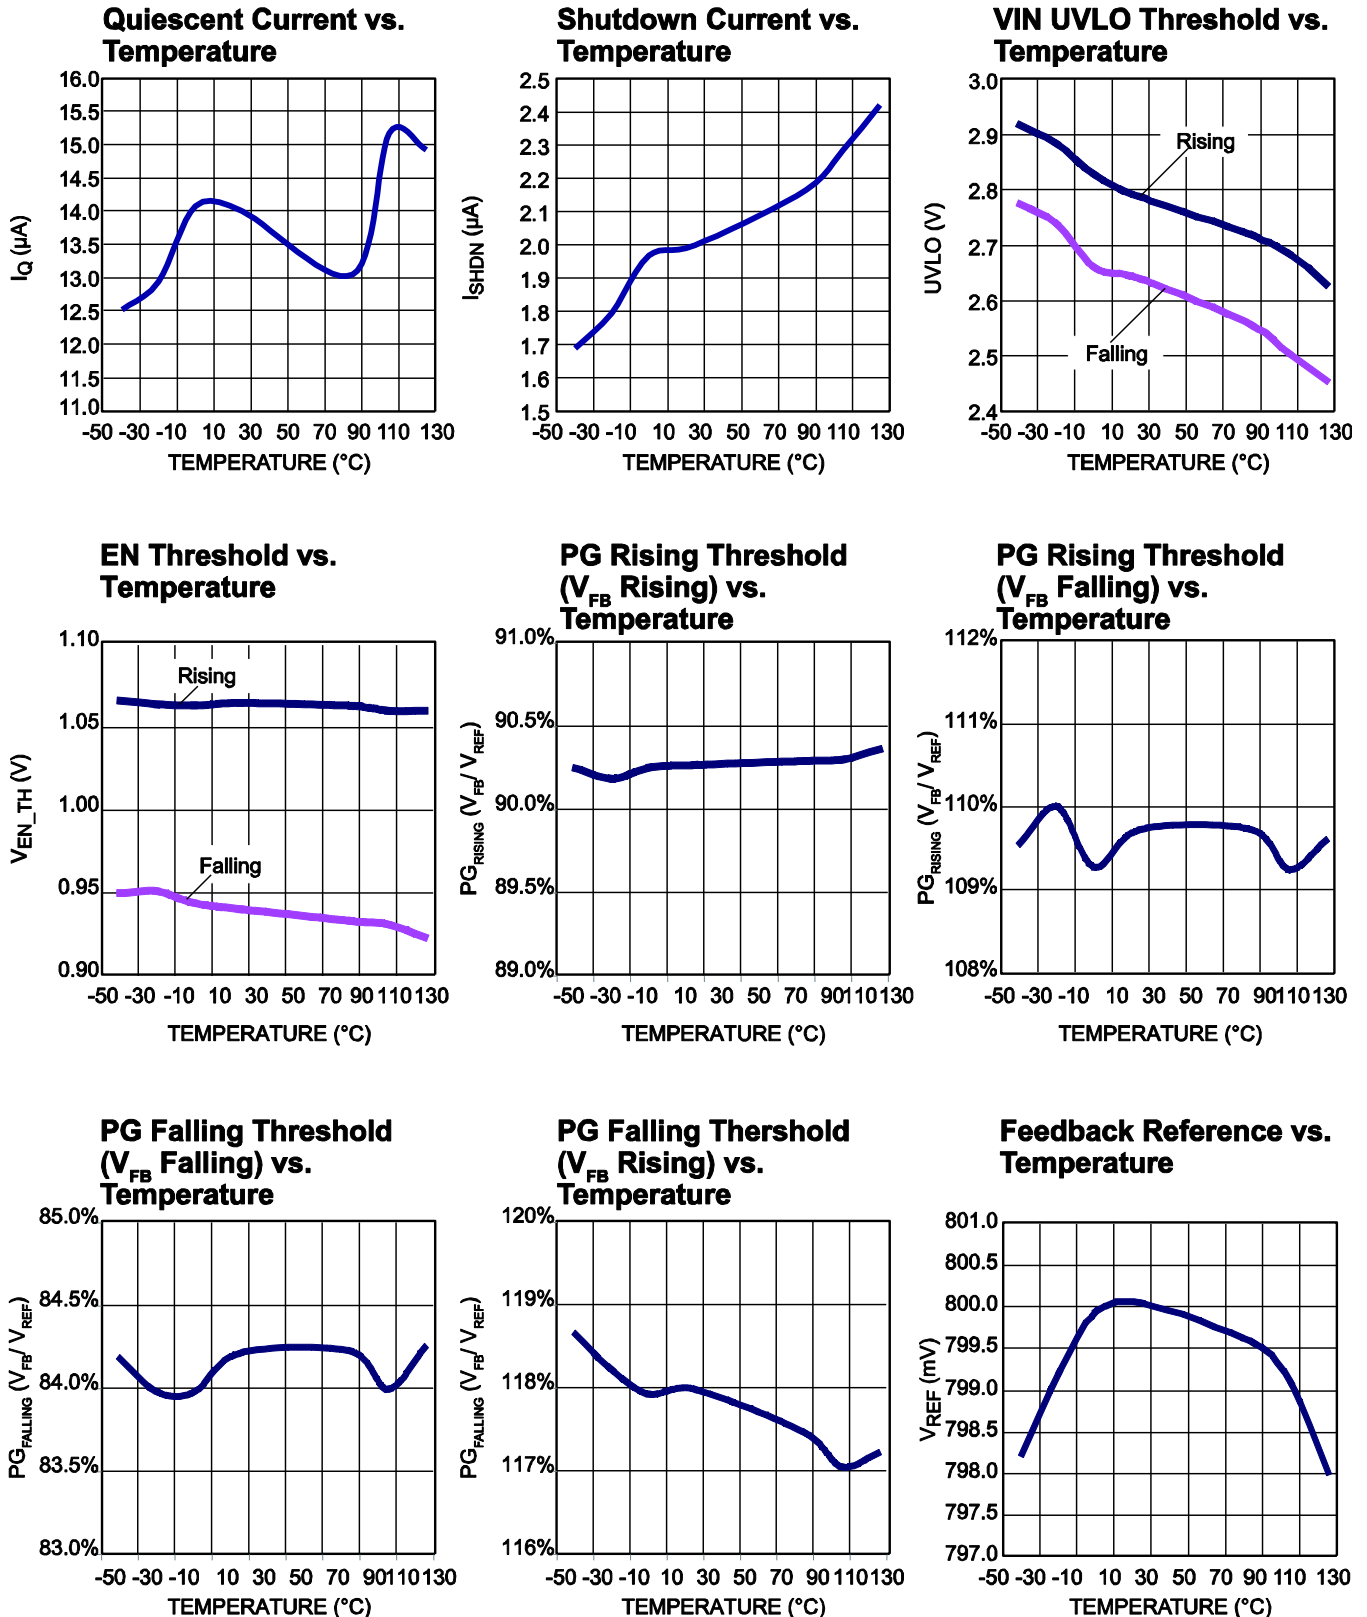 Quiescent Current vs.
Temperature
16.0
15.5
15.0
14.5
14.0
13.5
13.0
12.5
12.0
11.5
11.0
IQ (µA)
-50 -30 -10 10 30 50 70 90 110 130
TEMPERATURE (°C)
Shutdown Current vs.
Temperature
2.5
2.4
2.3
2.2
2.1
2.0
1.9
1.8
1.7
1.6
1.5
ISHDN (µA)
-50 -30 -10 10 30 50 70 90 110 130
TEMPERATURE (°C)
VIN UVLO Threshold vs.
Temperature
3.0
2.9
2.8
2.7
2.6
2.5
2.4
UVLO (V)
Rising
Falling
-50 -30 -10 10 30 50 70 90 110 130
TEMPERATURE (°C)
EN Threshold vs.
Temperature
1.10
1.05
1.00
0.95
0.90
VEN_TH (V)
Rising
Falling
-50 -30 -10 10 30 50 70 90 110 130
TEMPERATURE (°C)
PG Rising Threshold
(VFB Rising) vs.
Temperature
91.0%
90.5%
90.0%
89.5%
89.0%
PGRISING (VFB/ VREF)
-50 -30 -10 10 30 50 70 90 110 130
TEMPERATURE (°C)
PG Rising Threshold
(VFB Falling) vs.
Temperature
112%
111%
110%
109%
108%
PGRISING (VFB/ VREF)
-50 -30 -10 10 30 50 70 90 110 130
TEMPERATURE (°C)
PG Falling Threshold
(VFB Falling) vs.
Temperature
85.0%
84.5%
84.0%
83.5%
83.0%
PGFALLING (VFB/ VREF)
-50 -30 -10 10 30 50 70 90 110 130
TEMPERATURE (°C)
PG Falling Thershold
(VFB Rising) vs.
Temperature
120%
119%
118%
117%
116%
PGFALLING (VFB/ VREF)
-50 -30 -10 10 30 50 70 90 110 130
TEMPERATURE (°C)
Feedback Reference vs.
Temperature
801.0
800.5
800.0
799.5
799.0
798.5
798.0
797.5
797.0
VREF (mV)
-50 -30 -10 10 30 50 70 90 110 130
TEMPERATURE (°C)